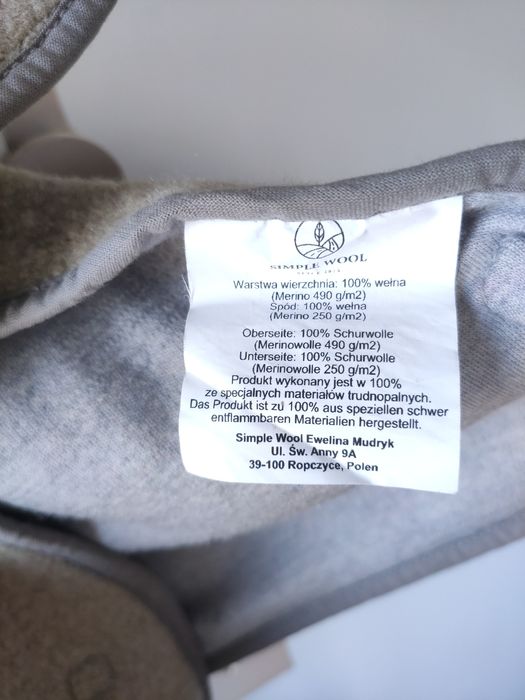 SIMPLE WOOL
Warstwa wierzchnia: 100% wełna
(Merino 490 g/m2)
Spód: 100% wełna
(Merino 250 g/m2)
Oberseite: 100% Schurwolle
(Merinowolle 490 g/m2)
Unterseite: 100% Schurwolle
(Merinowolle 250 g/m2)
Produkt wykonany jest w 100%
ze specjalnych materiałów trudnopalnych.
Das Produkt ist zu 100% aus speziellen schwer
entflammbaren Materialien hergestellt.
Simple Wool Ewelina Mudryk
Ul. Św. Anny 9A
39-100 Ropczyce, Polen